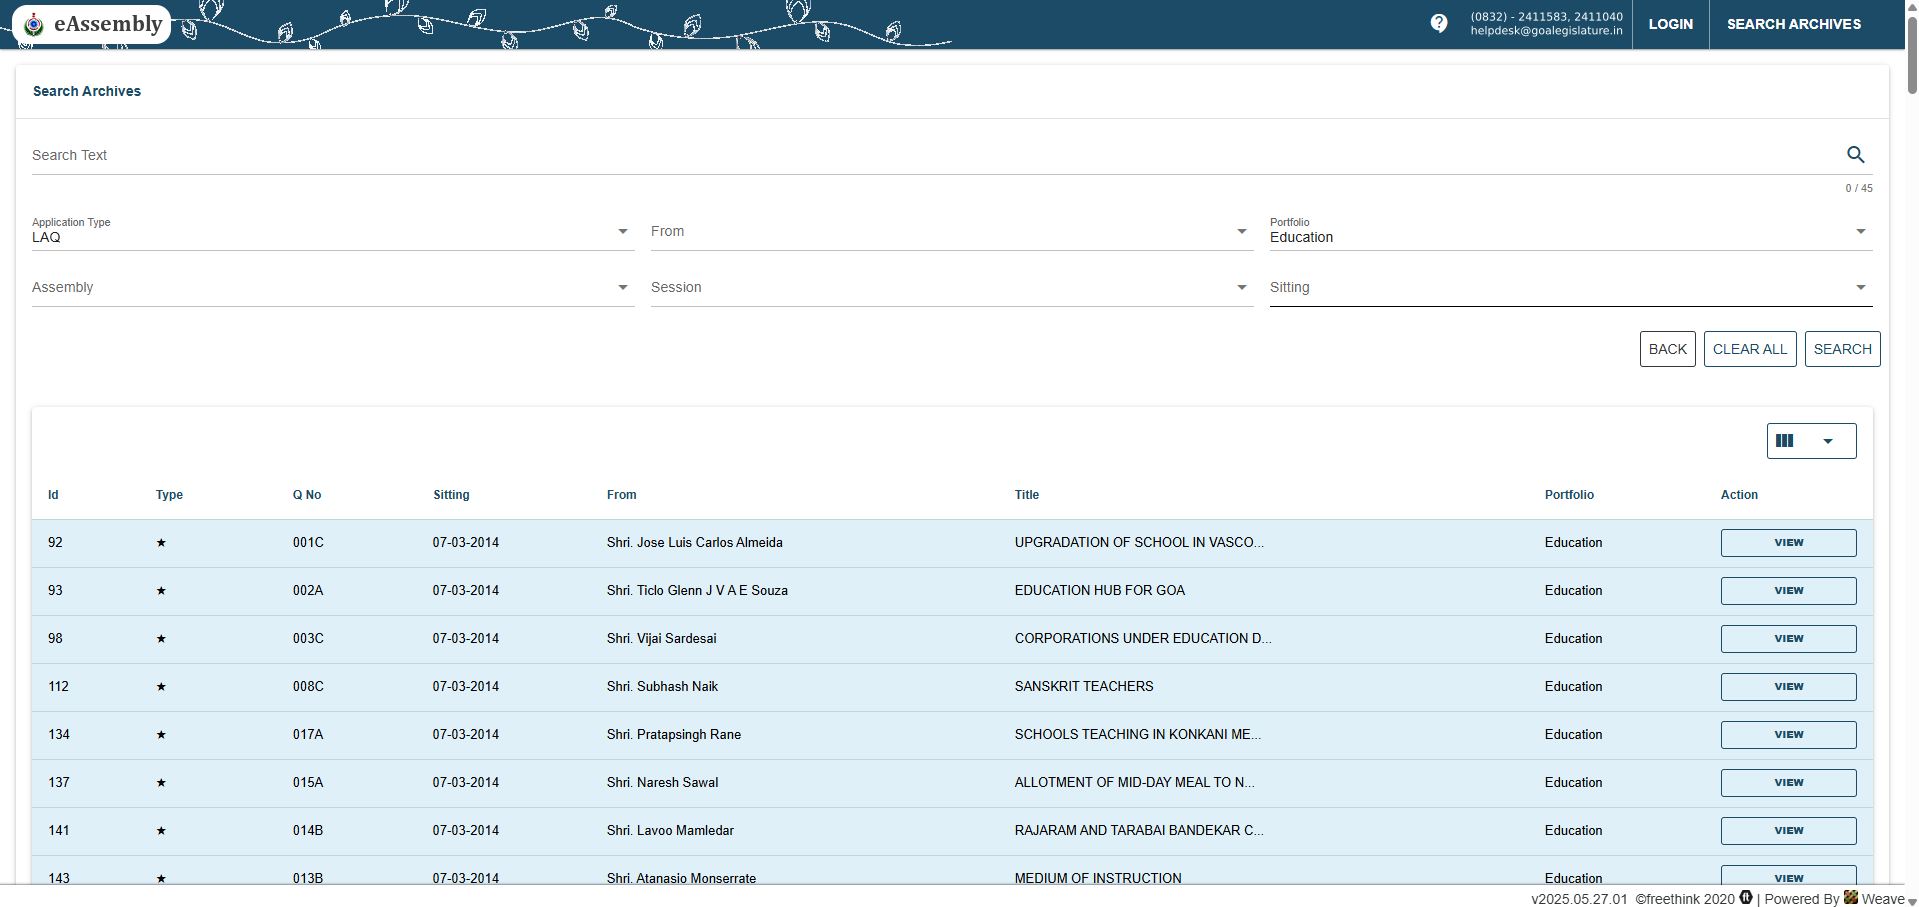 eAssembly
(0832) - 2411583, 2411040
helpdesk@goalegislature.in
LOGIN
SEARCH ARCHIVES
Search Archives
Search Text
0 / 45
Application Type
LAQ
From
Portfolio
Education
Assembly
Session
Sitting
BACK
CLEAR ALL
SEARCH
Id Type Q No Sitting From Title Portfolio Action
92 ★ 001C 07-03-2014 Shri. Jose Luis Carlos Almeida UPGRADATION OF SCHOOL IN VASCO... Education VIEW
93 ★ 002A 07-03-2014 Shri. Ticlo Glenn J V A E Souza EDUCATION HUB FOR GOA Education VIEW
98 ★ 003C 07-03-2014 Shri. Vijai Sardesai CORPORATIONS UNDER EDUCATION D... Education VIEW
112 ★ 008C 07-03-2014 Shri. Subhash Naik SANSKRIT TEACHERS Education VIEW
134 ★ 017A 07-03-2014 Shri. Pratapsingh Rane SCHOOLS TEACHING IN KONKANI ME... Education VIEW
137 ★ 015A 07-03-2014 Shri. Naresh Sawal ALLOTMENT OF MID-DAY MEAL TO N... Education VIEW
141 ★ 014B 07-03-2014 Shri. Lavoo Mamledar RAJARAM AND TARABAI BANDEKAR C... Education VIEW
143 ★ 013B 07-03-2014 Shri. Atanasio Monserrate MEDIUM OF INSTRUCTION Education VIEW
v2025.05.27.01 ©freethink 2020 ft | Powered By Weave